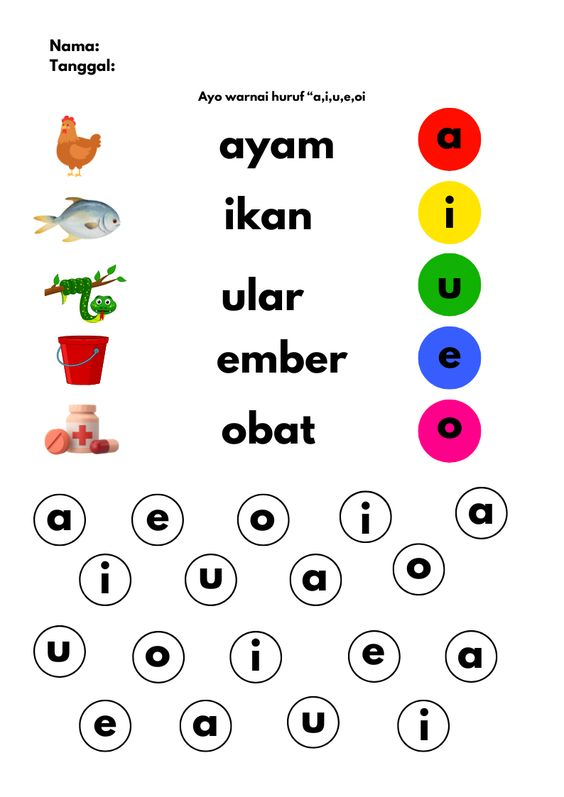 Nama:
Tanggal:
Ayo warnai huruf “a,i,u,e,oi
ayam a
ikan i
ular u
ember e
obat o
a e o i a
i u a o
u o i e a
e a u i